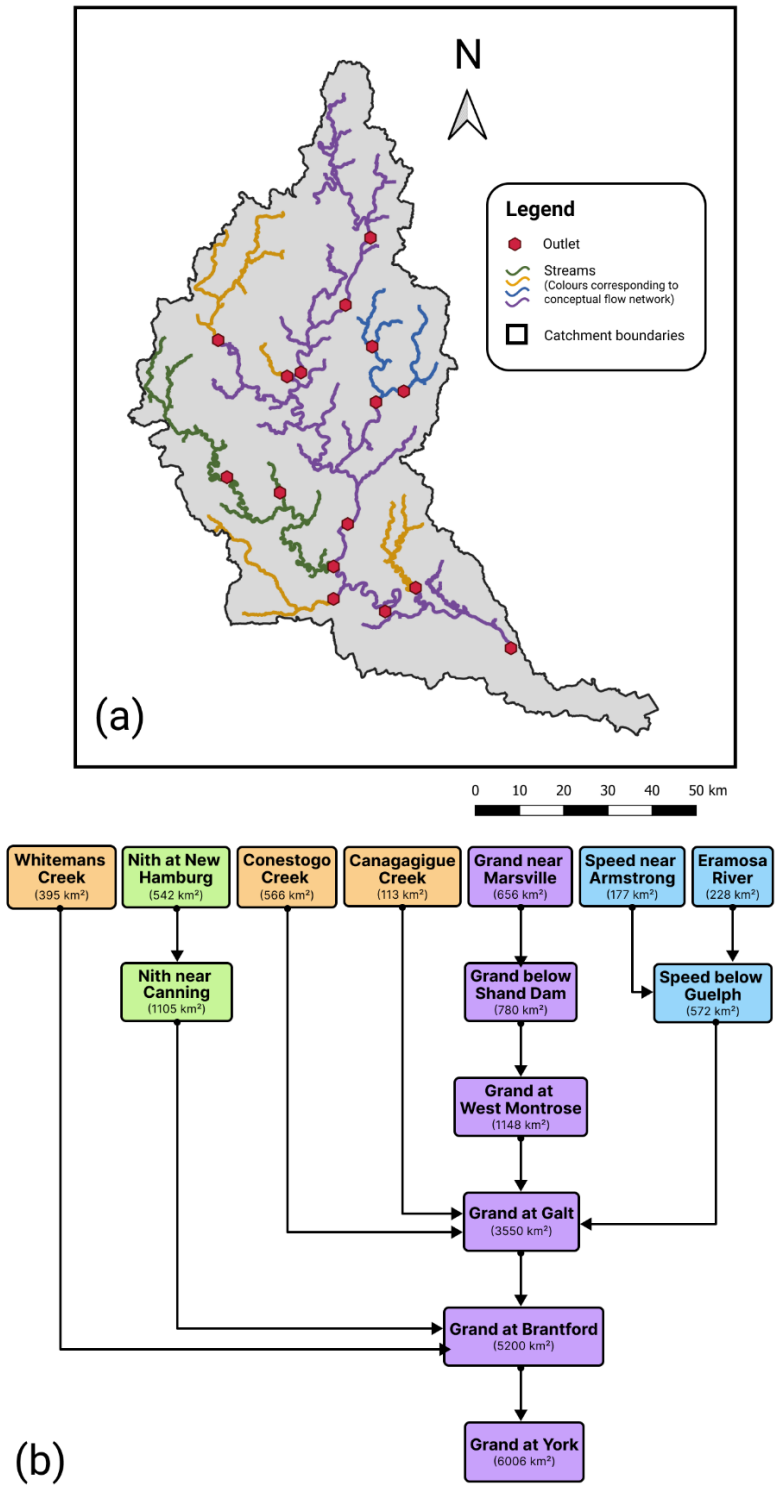 N
Legend
Outlet
Streams
(Colours corresponding to
conceptual flow network)
Catchment boundaries
(a)
0 10 20 30 40 50 km
Whitemans
Creek
(395 km²)
Nith at New
Hamburg
(542 km²)
Conestogo
Creek
(566 km²)
Canagagigue
Creek
(113 km²)
Grand near
Marsville
(656 km²)
Speed near
Armstrong
(177 km²)
Eramosa
River
(228 km²)
Nith near
Canning
(1105 km²)
Grand below
Shand Dam
(780 km²)
Speed below
Guelph
(572 km²)
Grand at
West Montrose
(1148 km²)
Grand at Galt
(3550 km²)
Grand at Brantford
(5200 km²)
Grand at York
(6006 km²)
(b)